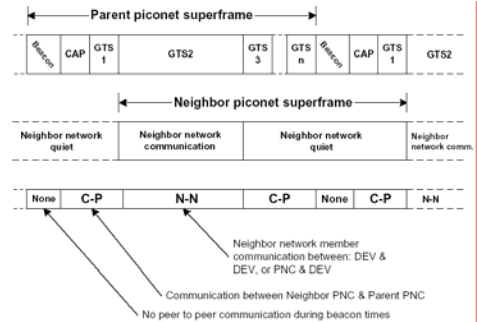 Parent piconet superframe
Beacon CAP GTS 1 GTS2 GTS 3 GTS n Beacon CAP GTS 1 GTS2
Neighbor piconet superframe
Neighbor network quiet
Neighbor network communication
Neighbor network quiet
Neighbor network comm.
None C-P N-N C-P None C-P N-N
Neighbor network member
communication between: DEV &
DEV, or PNC & DEV
Communication between Neighbor PNC & Parent PNC
No peer to peer communication during beacon times